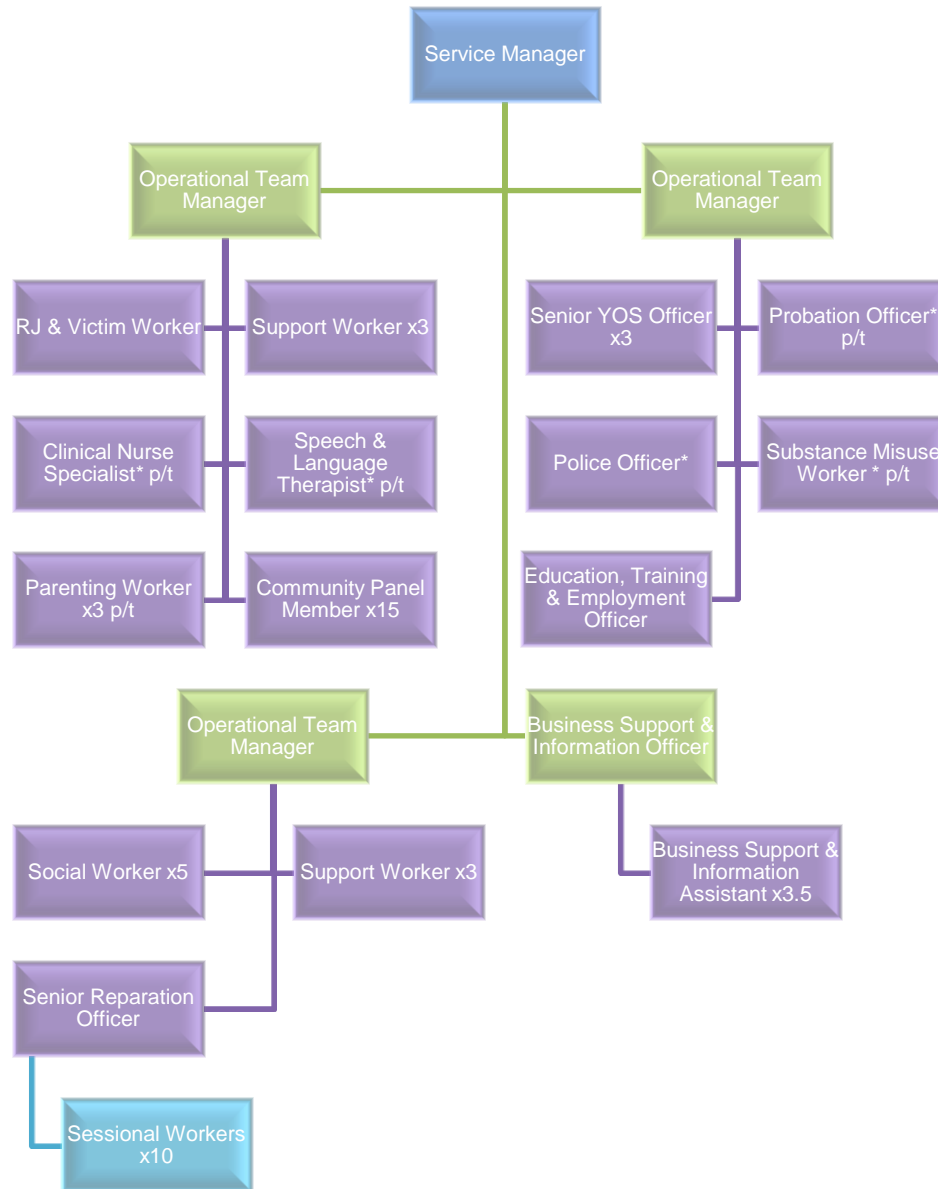 Service Manager
Operational Team
Manager
Operational Team
Manager
RJ & Victim Worker
Support Worker x3
Senior YOS Officer
x3
Probation Officer*
p/t
Clinical Nurse
Specialist* p/t
Speech &
Language
Therapist* p/t
Police Officer*
Substance Misuse
Worker * p/t
Parenting Worker
x3 p/t
Community Panel
Member x15
Education, Training
& Employment
Officer
Operational Team
Manager
Business Support &
Information Officer
Social Worker x5
Support Worker x3
Business Support &
Information
Assistant x3.5
Senior Reparation
Officer
Sessional Workers
x10